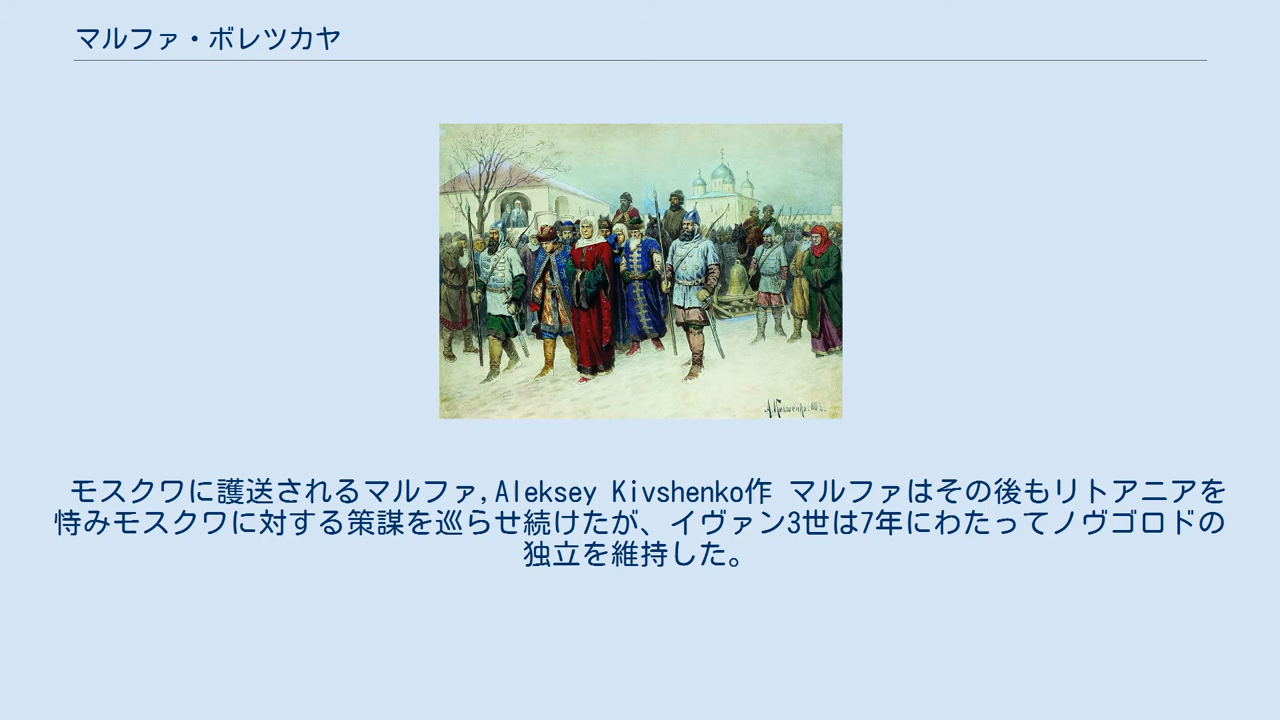 マルファ・ボレツカヤ
モスクワに護送されるマルファ,Aleksey Kivshenko作 マルファはその後もリトアニアを
恃みモスクワに対する策謀を巡らせ続けたが、イヴァン3世は7年にわたってノヴゴロドの
独立を維持した。